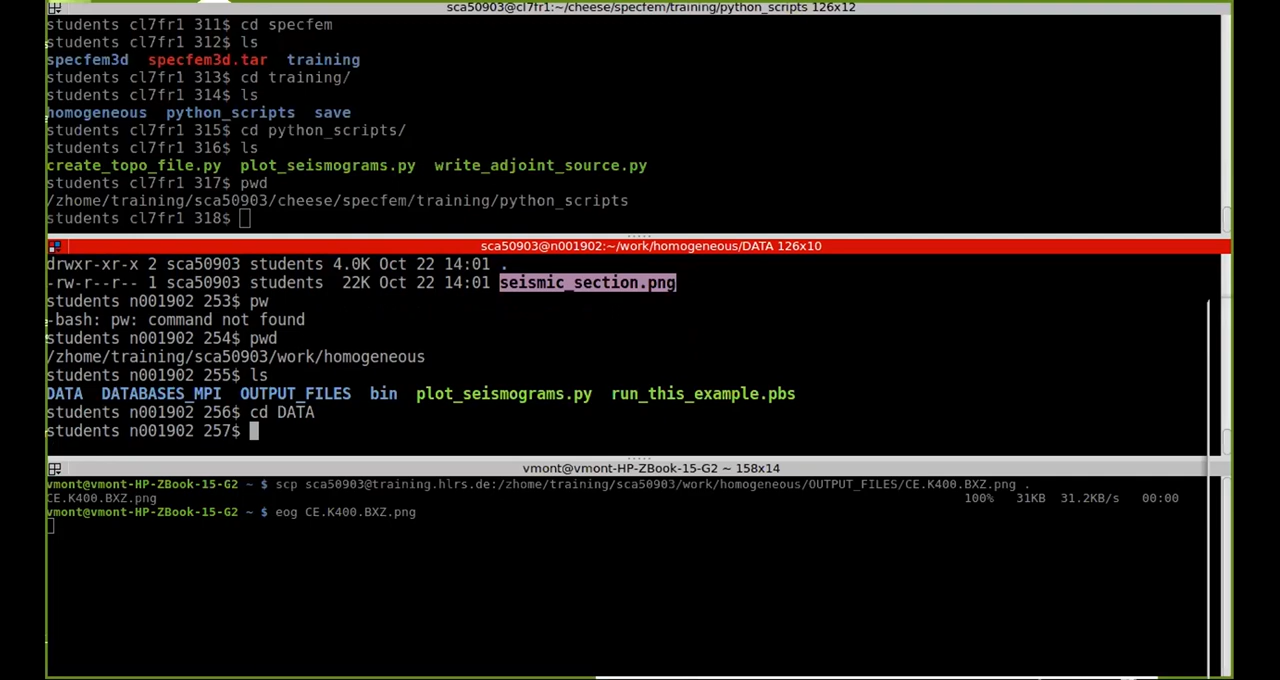 sca50903@cl7fr1:~/cheese/specfem/training/python_scripts 126x12
students cl7fr1 311$ cd specfem
students cl7fr1 312$ ls
specfem3d  specfem3d.tar  training
students cl7fr1 313$ cd training/
students cl7fr1 314$ ls
homogeneous  python_scripts  save
students cl7fr1 315$ cd python_scripts/
students cl7fr1 316$ ls
create_topo_file.py  plot_seismograms.py  write_adjoint_source.py
students cl7fr1 317$ pwd
/zhome/training/sca50903/cheese/specfem/training/python_scripts
students cl7fr1 318$
sca50903@n001902:~/work/homogeneous/DATA 126x10
drwxr-xr-x 2 sca50903 students 4.0K Oct 22 14:01 .
-rw-r--r-- 1 sca50903 students  22K Oct 22 14:01 seismic_section.png
students n001902 253$ pw
-bash: pw: command not found
students n001902 254$ pwd
/zhome/training/sca50903/work/homogeneous
students n001902 255$ ls
DATA  DATABASES_MPI  OUTPUT_FILES  bin  plot_seismograms.py  run_this_example.pbs
students n001902 256$ cd DATA
students n001902 257$
vmont@vmont-HP-ZBook-15-G2 ~ 158x14
vmont@vmont-HP-ZBook-15-G2 ~ $ scp sca50903@training.hlrs.de:/zhome/training/sca50903/work/homogeneous/OUTPUT_FILES/CE.K400.BXZ.png .
CE.K400.BXZ.png 100% 31KB 31.2KB/s 00:00
vmont@vmont-HP-ZBook-15-G2 ~ $ eog CE.K400.BXZ.png